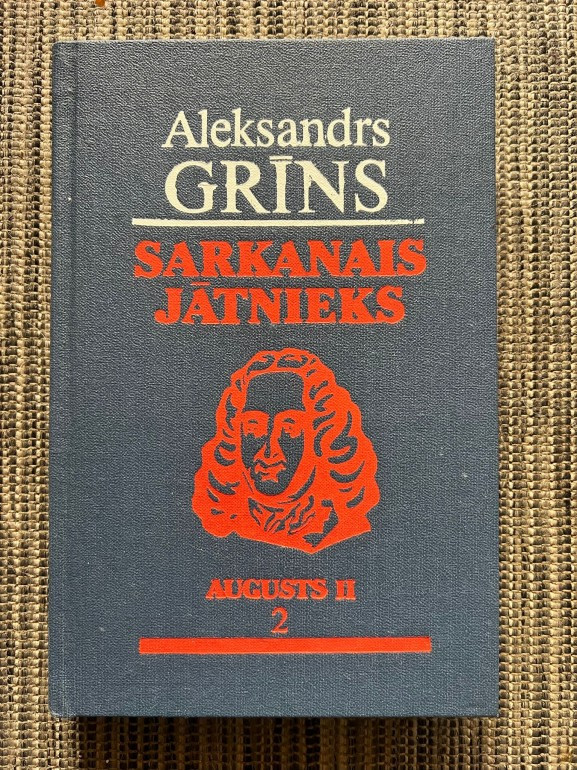 Aleksandrs
GRĪNS
SARKANAIS
JĀTNIEKS
AUGUSTS II
2